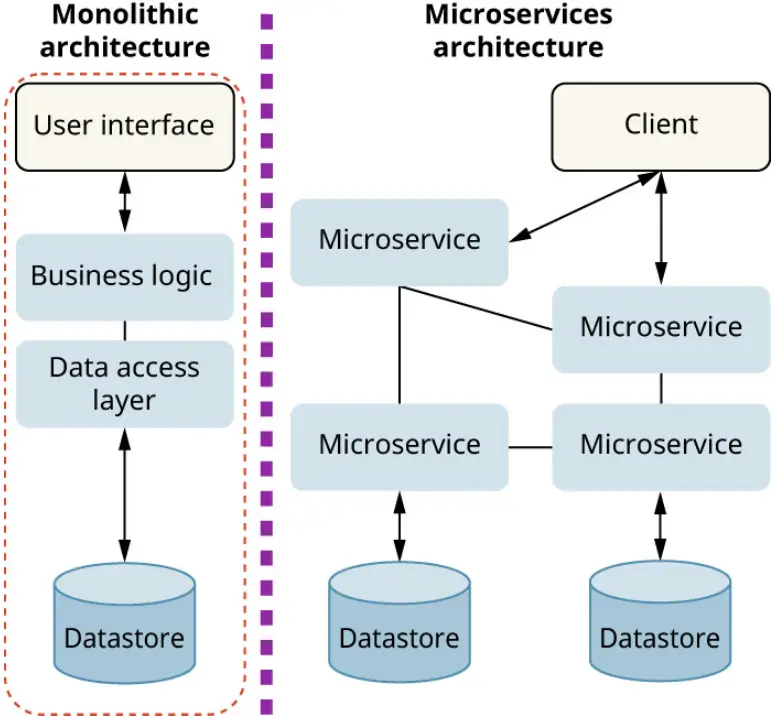 Monolithic
architecture
User interface
Business logic
Data access
layer
Datastore
Microservices
architecture
Client
Microservice
Microservice
Microservice
Microservice
Datastore
Datastore